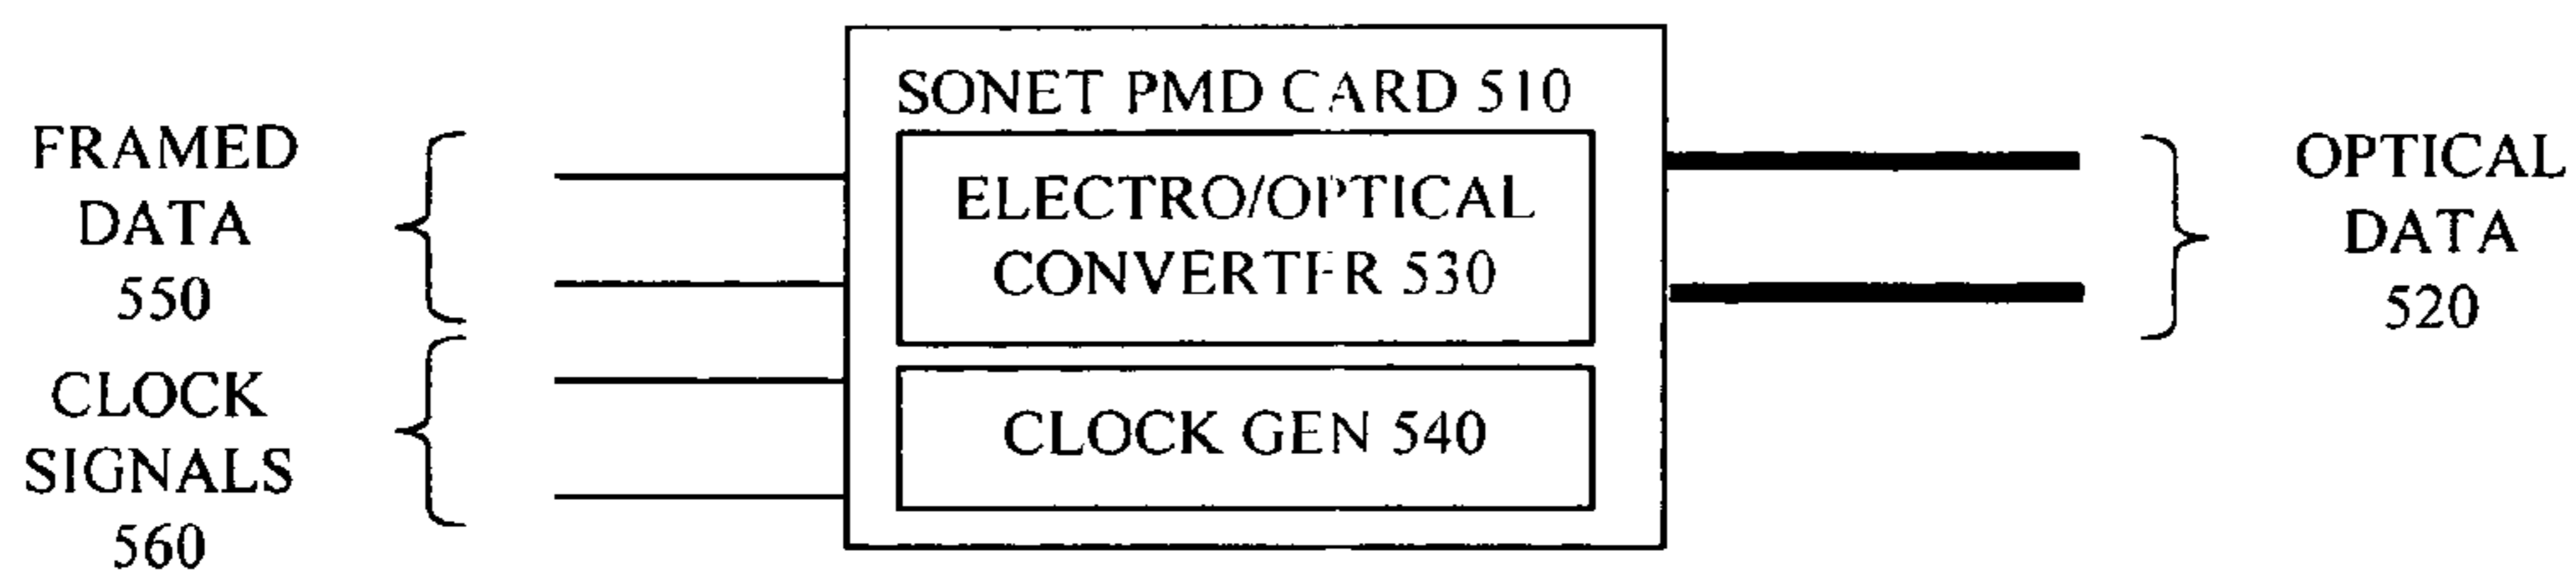 FRAMED
DATA
550
CLOCK
SIGNALS
560
SONET PMD CARD 510
ELECTRO/OPTICAL
CONVERTER 530
CLOCK GEN 540
OPTICAL
DATA
520